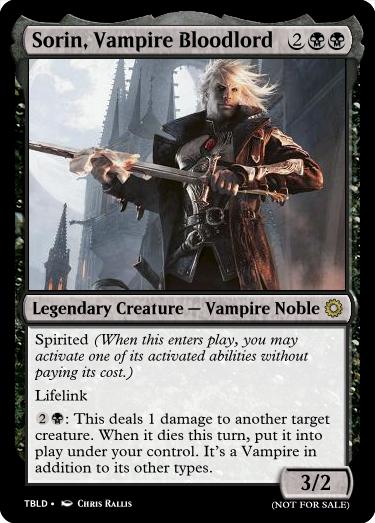 Sorin, Vampire Bloodlord 2
Legendary Creature — Vampire Noble
Spirited (When this enters play, you may
activate one of its activated abilities without
paying its cost.)
Lifelink
2 : This deals 1 damage to another target
creature. When it dies this turn, put it into
play under your control. It's a Vampire in
addition to its other types.
3/2
TBLD • Chris Rallis
(NOT FOR SALE)